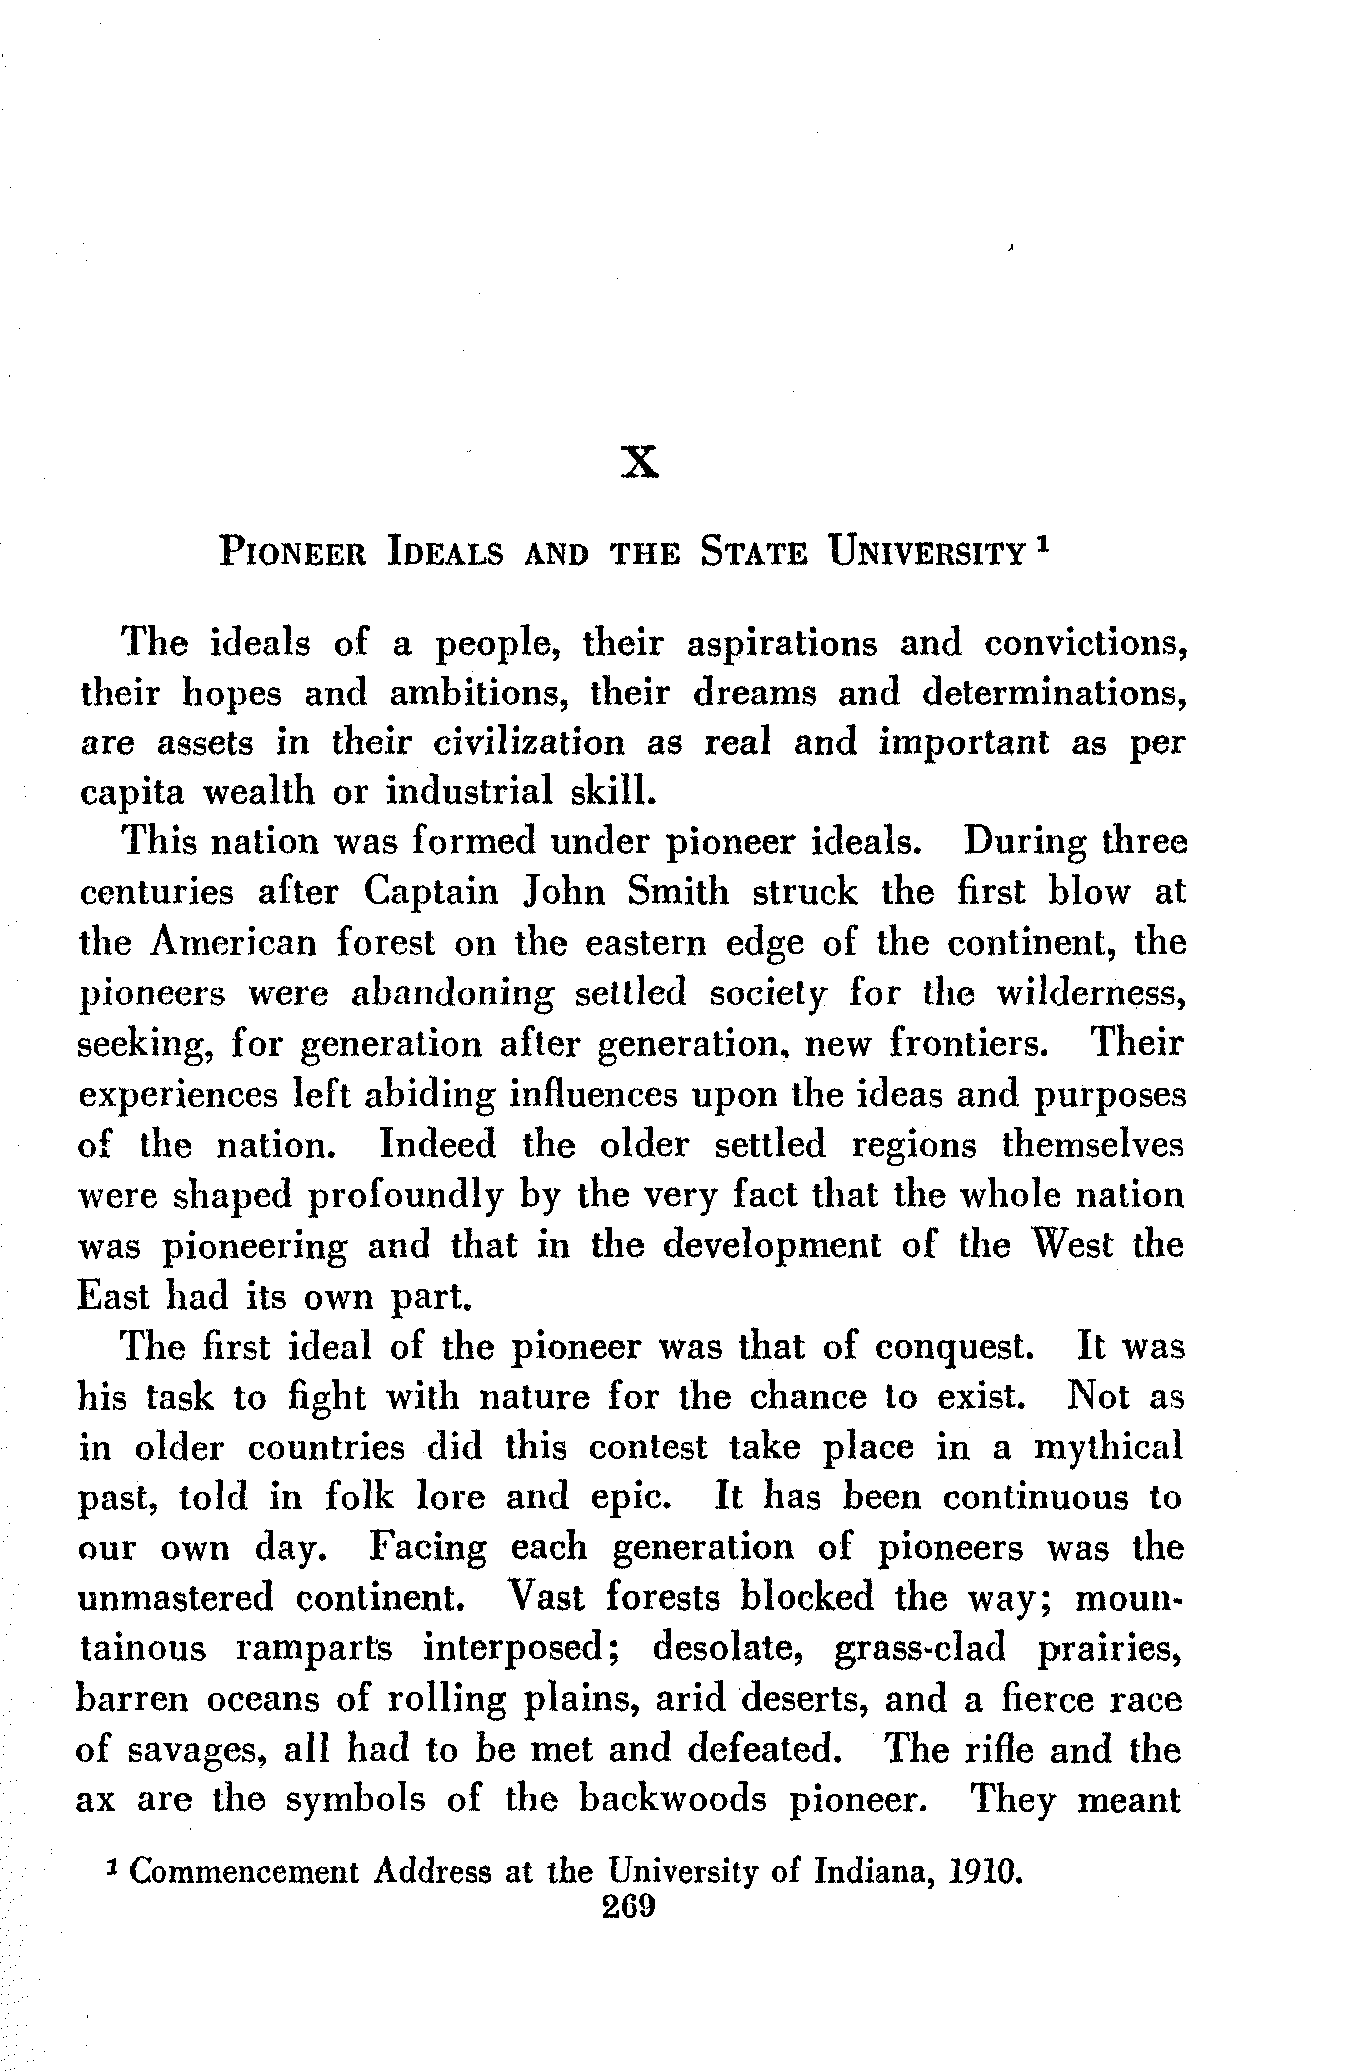 X
PIONEER IDEALS AND THE STATE UNIVERSITY ¹
The ideals of a people, their aspirations and convictions,
their hopes and ambitions, their dreams and determinations,
are assets in their civilization as real and important as per
capita wealth or industrial skill.
This nation was formed under pioneer ideals. During three
centuries after Captain John Smith struck the first blow at
the American forest on the eastern edge of the continent, the
pioneers were abandoning settled society for the wilderness,
seeking, for generation after generation, new frontiers. Their
experiences left abiding influences upon the ideas and purposes
of the nation. Indeed the older settled regions themselves
were shaped profoundly by the very fact that the whole nation
was pioneering and that in the development of the West the
East had its own part.
The first ideal of the pioneer was that of conquest. It was
his task to fight with nature for the chance to exist. Not as
in older countries did this contest take place in a mythical
past, told in folk lore and epic. It has been continuous to
our own day. Facing each generation of pioneers was the
unmastered continent. Vast forests blocked the way; moun-
tainous ramparts interposed; desolate, grass-clad prairies,
barren oceans of rolling plains, arid deserts, and a fierce race
of savages, all had to be met and defeated. The rifle and the
ax are the symbols of the backwoods pioneer. They meant
¹ Commencement Address at the University of Indiana, 1910.
269